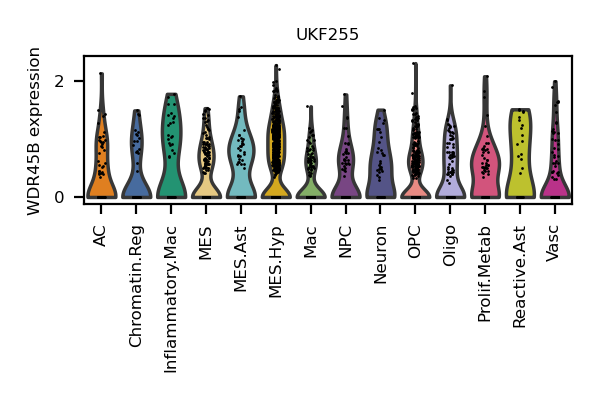 UKF255
WDR45B expression
2
0
AC
Chromatin.Reg
Inflammatory.Mac
MES
MES.Ast
MES.Hyp
Mac
NPC
Neuron
OPC
Oligo
Prolif.Metab
Reactive.Ast
Vasc